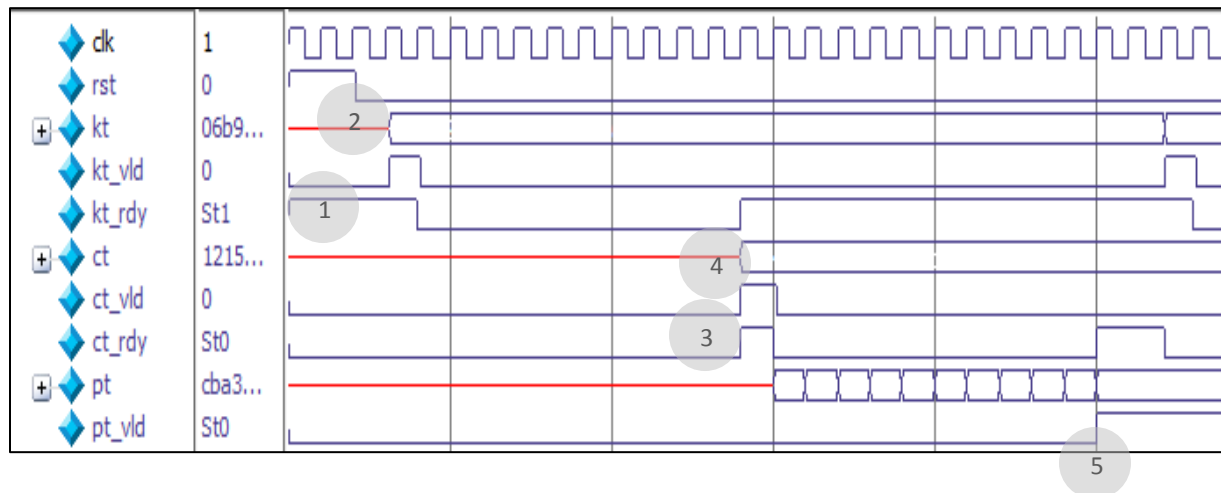 clk 1
rst 0
kt 06b9...
2
kt_vld 0
kt_rdy St1
1
ct 1215...
4
ct_vld 0
ct_rdy St0
3
pt cba3...
pt_vld St0
5